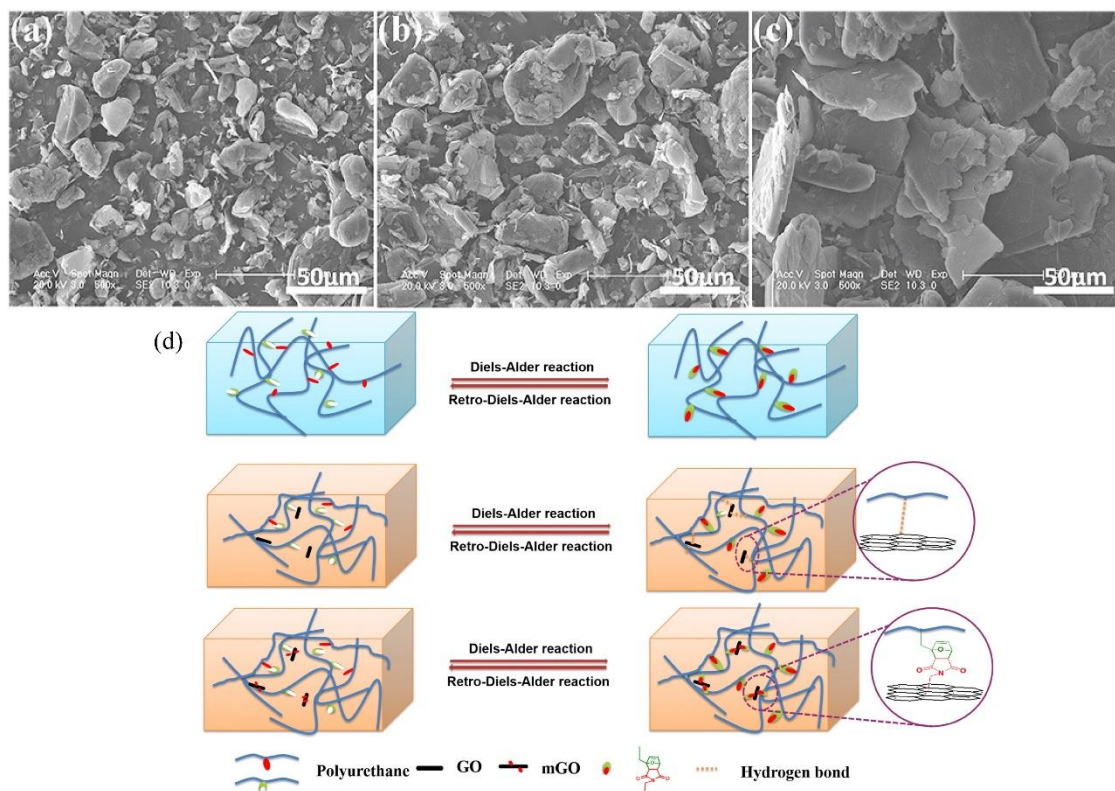 (a)
(b)
(c)
Acc.V Spot Magn Det WD Exp
20.0 kV 3.0 500x SE2 10.3 0
50μm
Acc.V Spot Magn Det WD Exp
20.0 kV 3.0 500x SE2 10.3 0
50μm
Acc.V Spot Magn Det WD Exp
20.0 kV 3.0 500x SE2 10.3 0
50μm
(d)
Diels-Alder reaction
Retro-Diels-Alder reaction
Diels-Alder reaction
Retro-Diels-Alder reaction
Diels-Alder reaction
Retro-Diels-Alder reaction
O
O N O
Polyurethane GO mGO O O N O Hydrogen bond